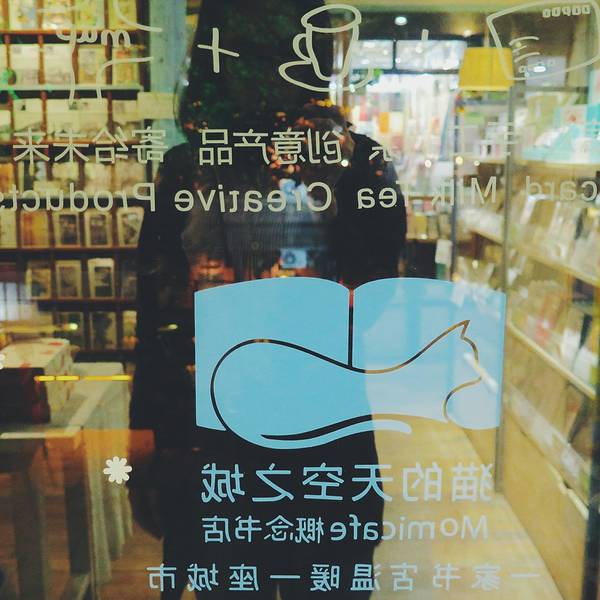 创意产品 寄给未来
card Milk Tea Creative Products
猫的天空之城
Momicafe概念书店
一家书店温暖一座城市